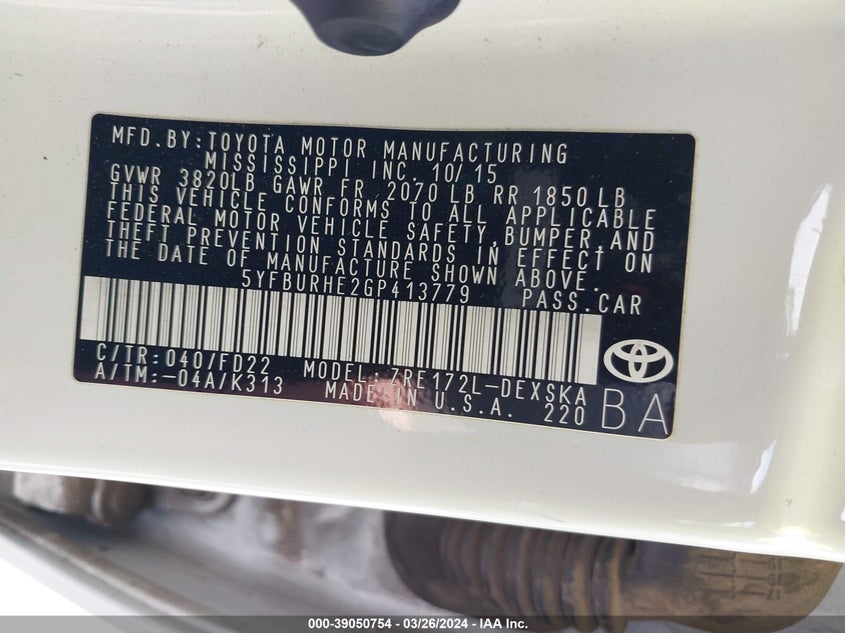 MFD.BY:TOYOTA MOTOR MANUFACTURING
MISSISSIPPI INC. 10/15
GVWR 3820LB GAWR FR 2070 LB RR 1850 LB
THIS VEHICLE CONFORMS TO ALL APPLICABLE
FEDERAL MOTOR VEHICLE SAFETY,BUMPER,AND
THEFT PREVENTION STANDARDS IN EFFECT ON
THE DATE OF MANUFACTURE SHOWN ABOVE.
5YFBURHE2GP413779 PASS.CAR
C/TR:040/FD22 MODEL:ZRE172L-DEXSKA
A/TM:-04A/K313 MADE IN U.S.A. 220 BA
000-39050754 / 03/26/2024 - IAA Inc.